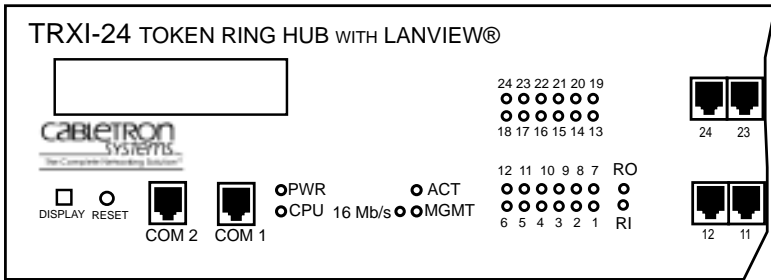 TRXI-24 TOKEN RING HUB WITH LANVIEW®
24 23 22 21 20 19
18 17 16 15 14 13
24 23
CABLETRON
SYSTEMS
The Complete Networking Solution™
12 11 10 9 8 7 RO
6 5 4 3 2 1 RI
DISPLAY RESET
COM 2 COM 1
PWR
CPU
16 Mb/s
ACT
MGMT
12 11